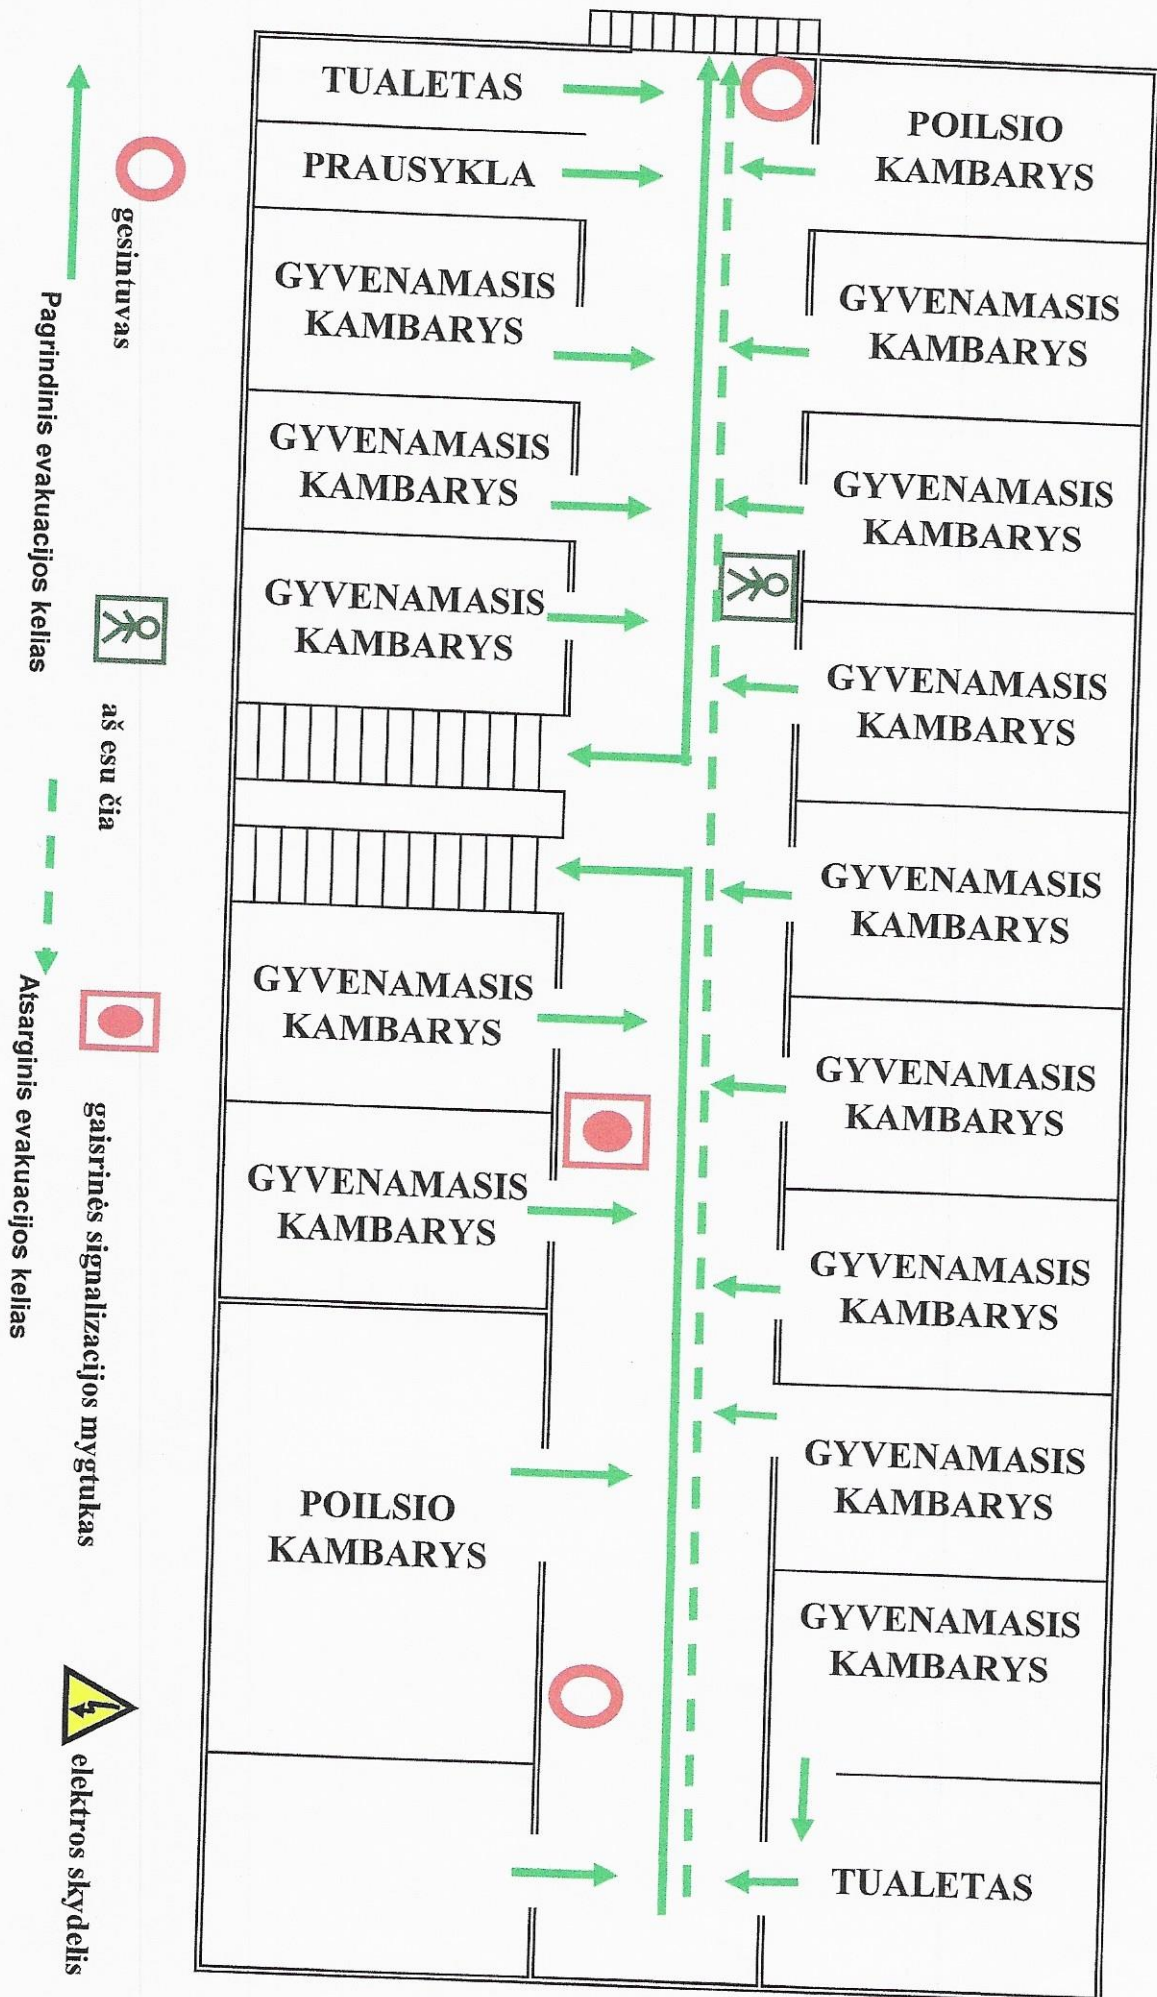 TUALETAS
PRAUSYKLA
GYVENAMASIS
KAMBARYS
GYVENAMASIS
KAMBARYS
GYVENAMASIS
KAMBARYS
GYVENAMASIS
KAMBARYS
GYVENAMASIS
KAMBARYS
POILSIO
KAMBARYS
POILSIO
KAMBARYS
GYVENAMASIS
KAMBARYS
GYVENAMASIS
KAMBARYS
GYVENAMASIS
KAMBARYS
GYVENAMASIS
KAMBARYS
GYVENAMASIS
KAMBARYS
GYVENAMASIS
KAMBARYS
GYVENAMASIS
KAMBARYS
GYVENAMASIS
KAMBARYS
TUALETAS
gesintuvas
aš esu čia
gaisrinės signalizacijos mygtukas
elektros skydelis
Pagrindinis evakuacijos kelias
Atsarginis evakuacijos kelias